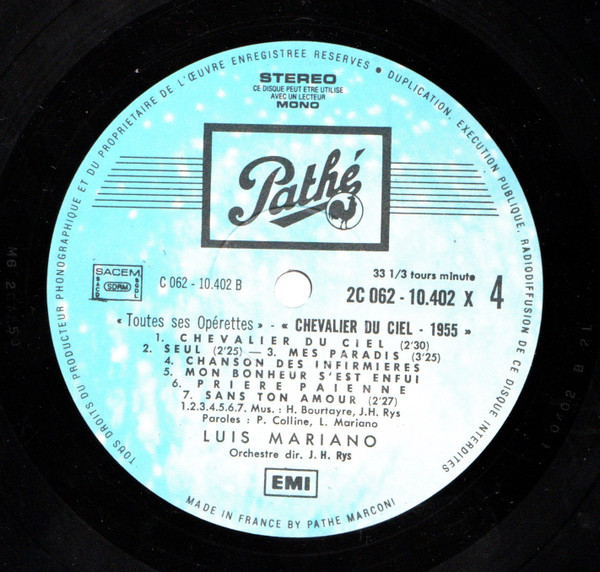 TOUS DROITS DU PRODUCTEUR PHONOGRAPHIQUE ET DU PROPRIETAIRE DE L'ŒUVRE ENREGISTREE RESERVES • DUPLICATION, EXECUTION PUBLIQUE, RADIODIFFUSION DE CE DISQUE INTERDITES
STEREO
CE DISQUE PEUT ETRE UTILISE
AVEC UN LECTEUR
MONO
Pathé
SACEM
SACD
SDRM
SGDL
C 062 - 10.402 B
33 1/3 tours minute
2C 062 - 10.402 X 4
« Toutes ses Opérettes » - « CHEVALIER DU CIEL - 1955 »
1. CHEVALIER DU CIEL (2'30)
2. SEUL (2'25) — 3. MES PARADIS (3'25)
4. CHANSON DES INFIRMIERES
5. MON BONHEUR S'EST ENFUI
6. PRIERE PAIENNE
7. SANS TON AMOUR (2'27)
1.2.3.4.5.6.7. Mus. : H. Bourtayre, J.H. Rys
Paroles : P. Colline, L. Mariano
LUIS MARIANO
Orchestre dir. J. H. Rys
EMI
MADE IN FRANCE BY PATHE MARCONI